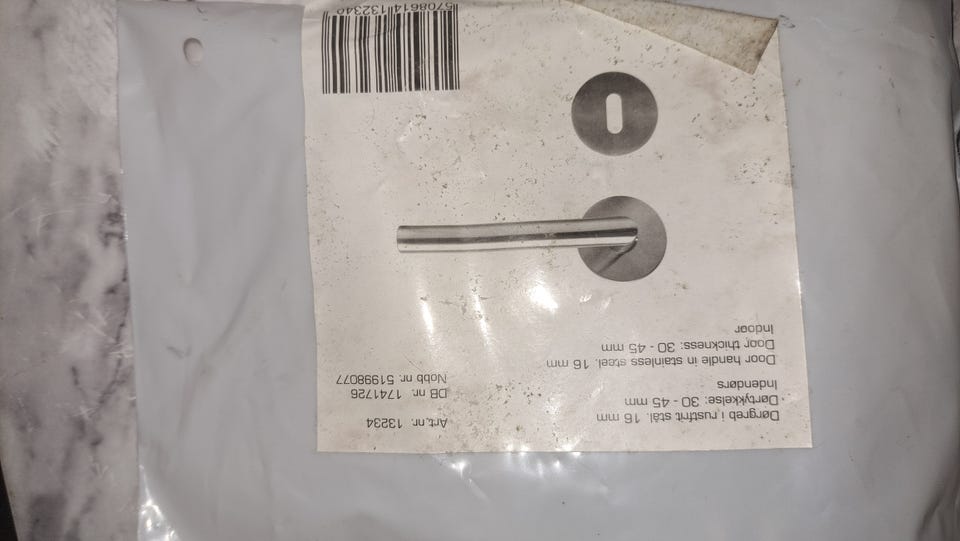 Dørgreb i rustfrit stål. 16 mm
Dørtykkelse: 30 - 45 mm
Indendørs
Door handle in stainless steel. 16 mm
Door thickness: 30 - 45 mm
Indoor
Art.nr. 13234
DB nr. 1741726
Nobb nr. 51998077
5708614132340